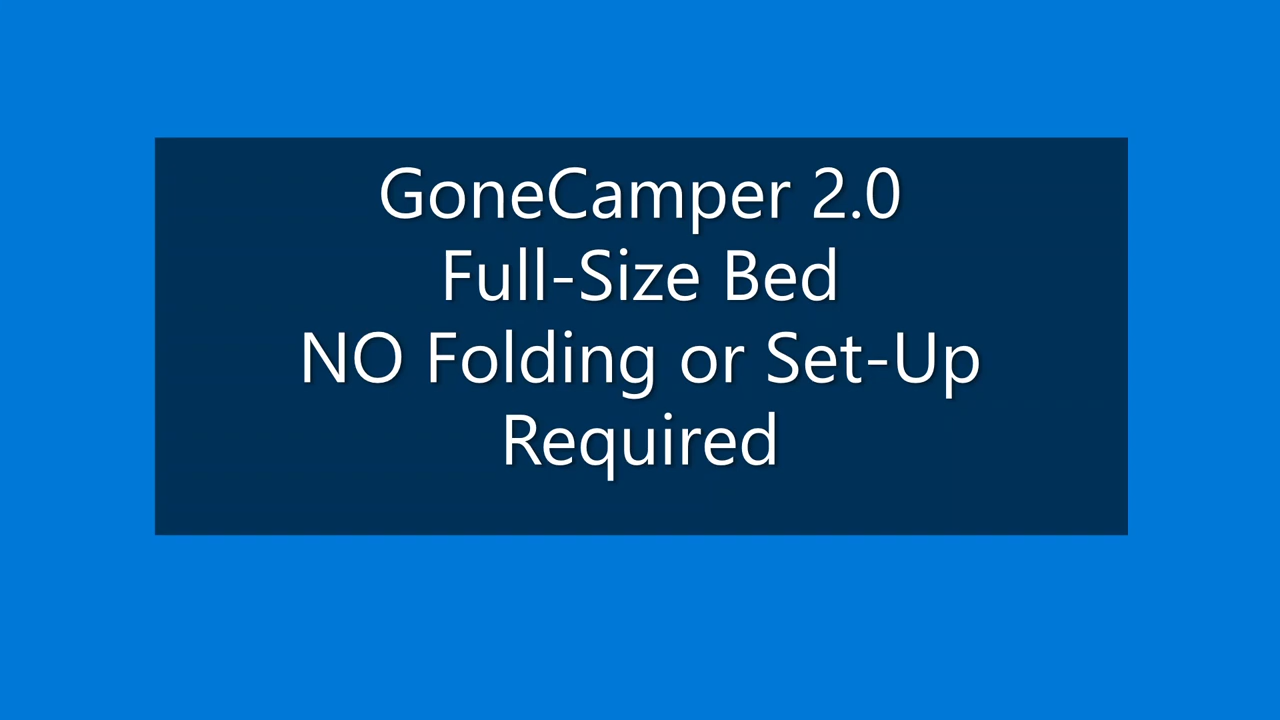 GoneCamper 2.0
Full-Size Bed
NO Folding or Set-Up
Required